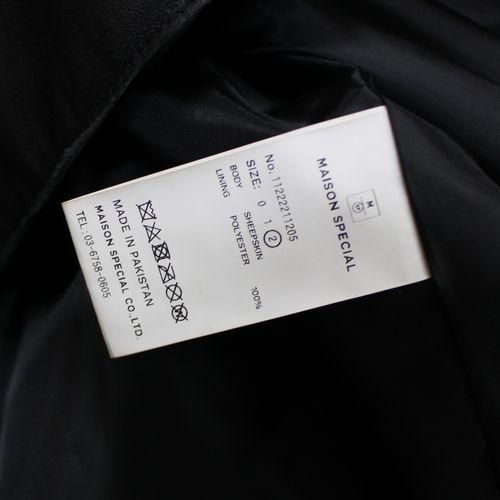 M
MAISON SPECIAL
No. 11222211205
SIZE: 0 1 2
BODY SHEEPSKIN
LINING POLYESTER 100%
MADE IN PAKISTAN
MAISON SPECIAL CO.,LTD.
TEL : 03-6758-0605